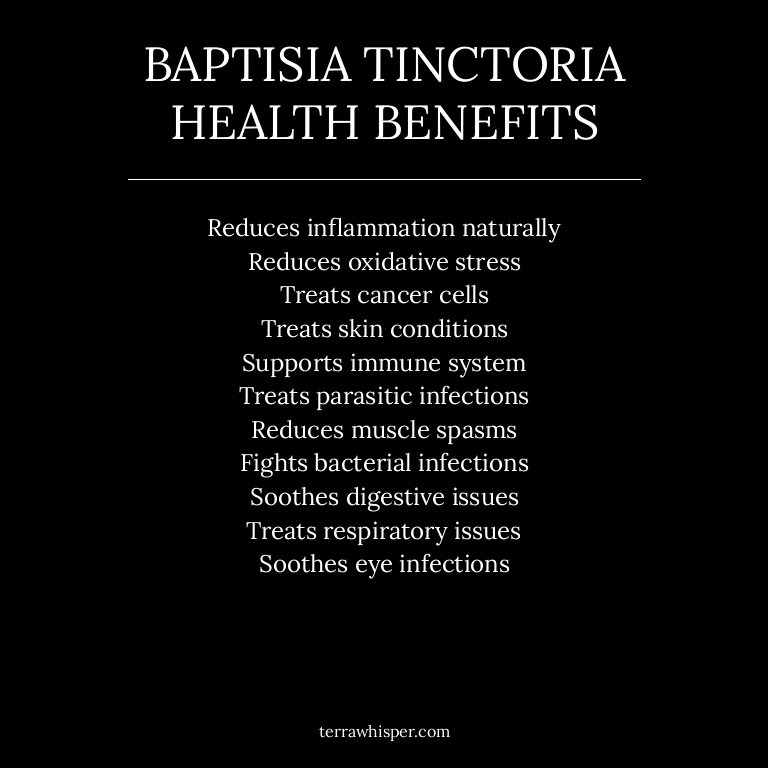 BAPTISIA TINCTORIA
HEALTH BENEFITS
Reduces inflammation naturally
Reduces oxidative stress
Treats cancer cells
Treats skin conditions
Supports immune system
Treats parasitic infections
Reduces muscle spasms
Fights bacterial infections
Soothes digestive issues
Treats respiratory issues
Soothes eye infections
terrawhisper.com